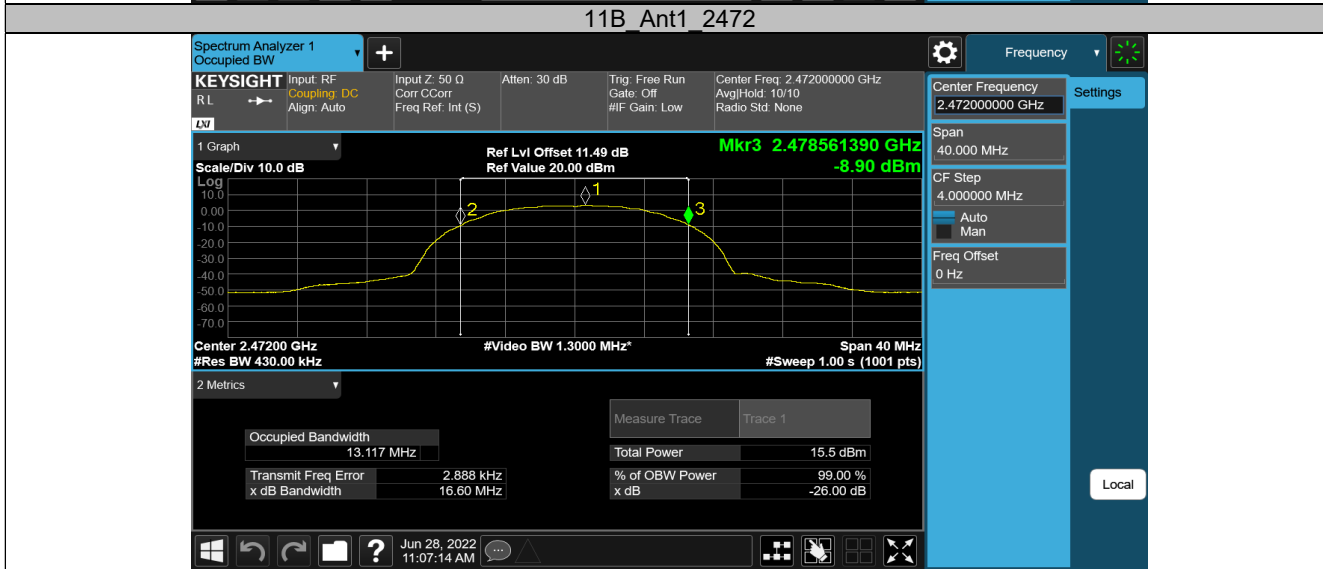 11B_Ant1_2472
Spectrum Analyzer 1
Occupied BW
Frequency
KEYSIGHT
RL
LXI
Input: RF
Coupling: DC
Align: Auto
Input Z: 50 Ω
Corr CCorr
Freq Ref: Int (S)
Atten: 30 dB
Trig: Free Run
Gate: Off
#IF Gain: Low
Center Freq: 2.472000000 GHz
Avg|Hold: 10/10
Radio Std: None
1 Graph
Scale/Div 10.0 dB
Ref Lvl Offset 11.49 dB
Ref Value 20.00 dBm
Mkr3 2.478561390 GHz
-8.90 dBm
Log
10.0
0.00
-10.0
-20.0
-30.0
-40.0
-50.0
-60.0
-70.0
1
2
3
Center 2.47200 GHz
#Res BW 430.00 kHz
#Video BW 1.3000 MHz*
Span 40 MHz
#Sweep 1.00 s (1001 pts)
2 Metrics
Measure Trace Trace 1
Occupied Bandwidth
13.117 MHz
Total Power 15.5 dBm
Transmit Freq Error 2.888 kHz
x dB Bandwidth 16.60 MHz
% of OBW Power 99.00 %
x dB -26.00 dB
Center Frequency
2.472000000 GHz
Settings
Span
40.000 MHz
CF Step
4.000000 MHz
Auto
Man
Freq Offset
0 Hz
Local
Jun 28, 2022
11:07:14 AM